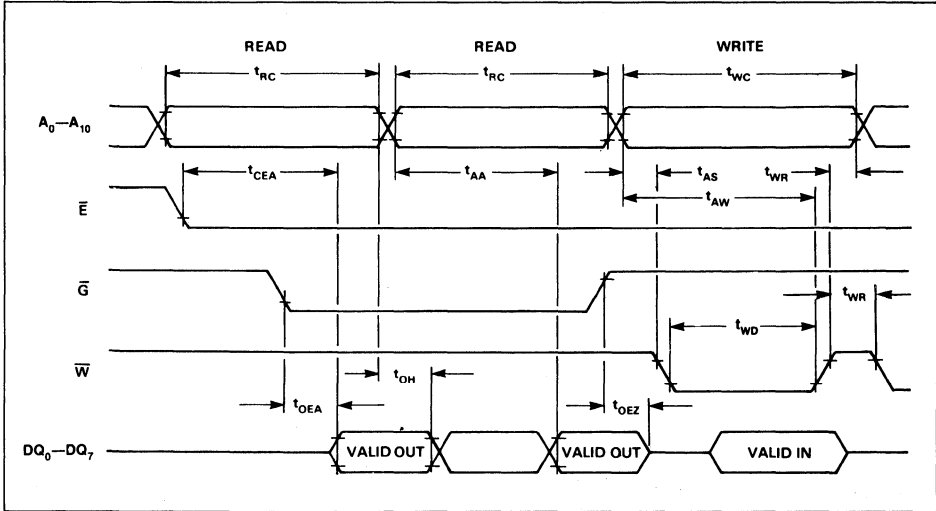 READ READ WRITE
tRC tRC tWC
A0—A10
tCEA tAA tAS tWR
tAW
E̅
G̅
tWR
tWD
W̅
tOH
tOEA tOEZ
DQ0—DQ7 VALID OUT VALID OUT VALID IN